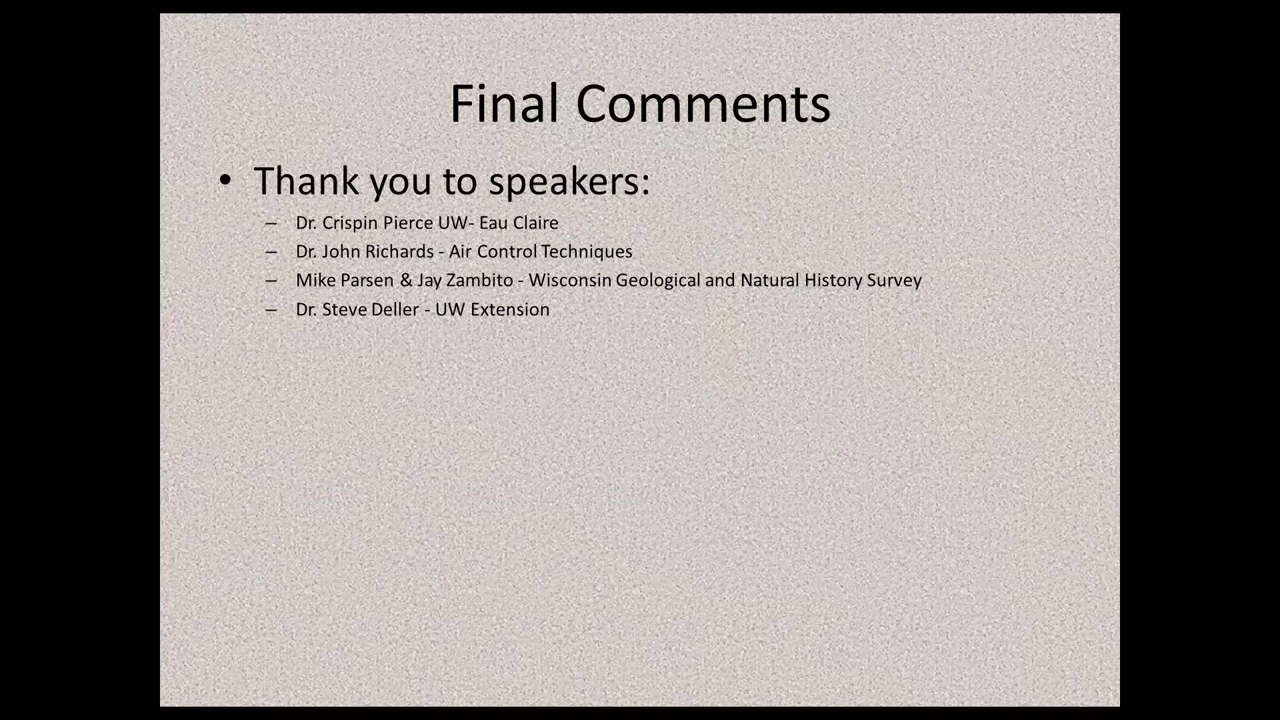 Final Comments
• Thank you to speakers:
– Dr. Crispin Pierce UW- Eau Claire
– Dr. John Richards - Air Control Techniques
– Mike Parsen & Jay Zambito - Wisconsin Geological and Natural History Survey
– Dr. Steve Deller - UW Extension